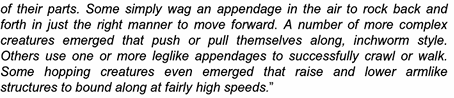 of their parts. Some simply wag an appendage in the air to rock back and
forth in just the right manner to move forward. A number of more complex
creatures emerged that push or pull themselves along, inchworm style.
Others use one or more leglike appendages to successfully crawl or walk.
Some hopping creatures even emerged that raise and lower armlike
structures to bound along at fairly high speeds.”